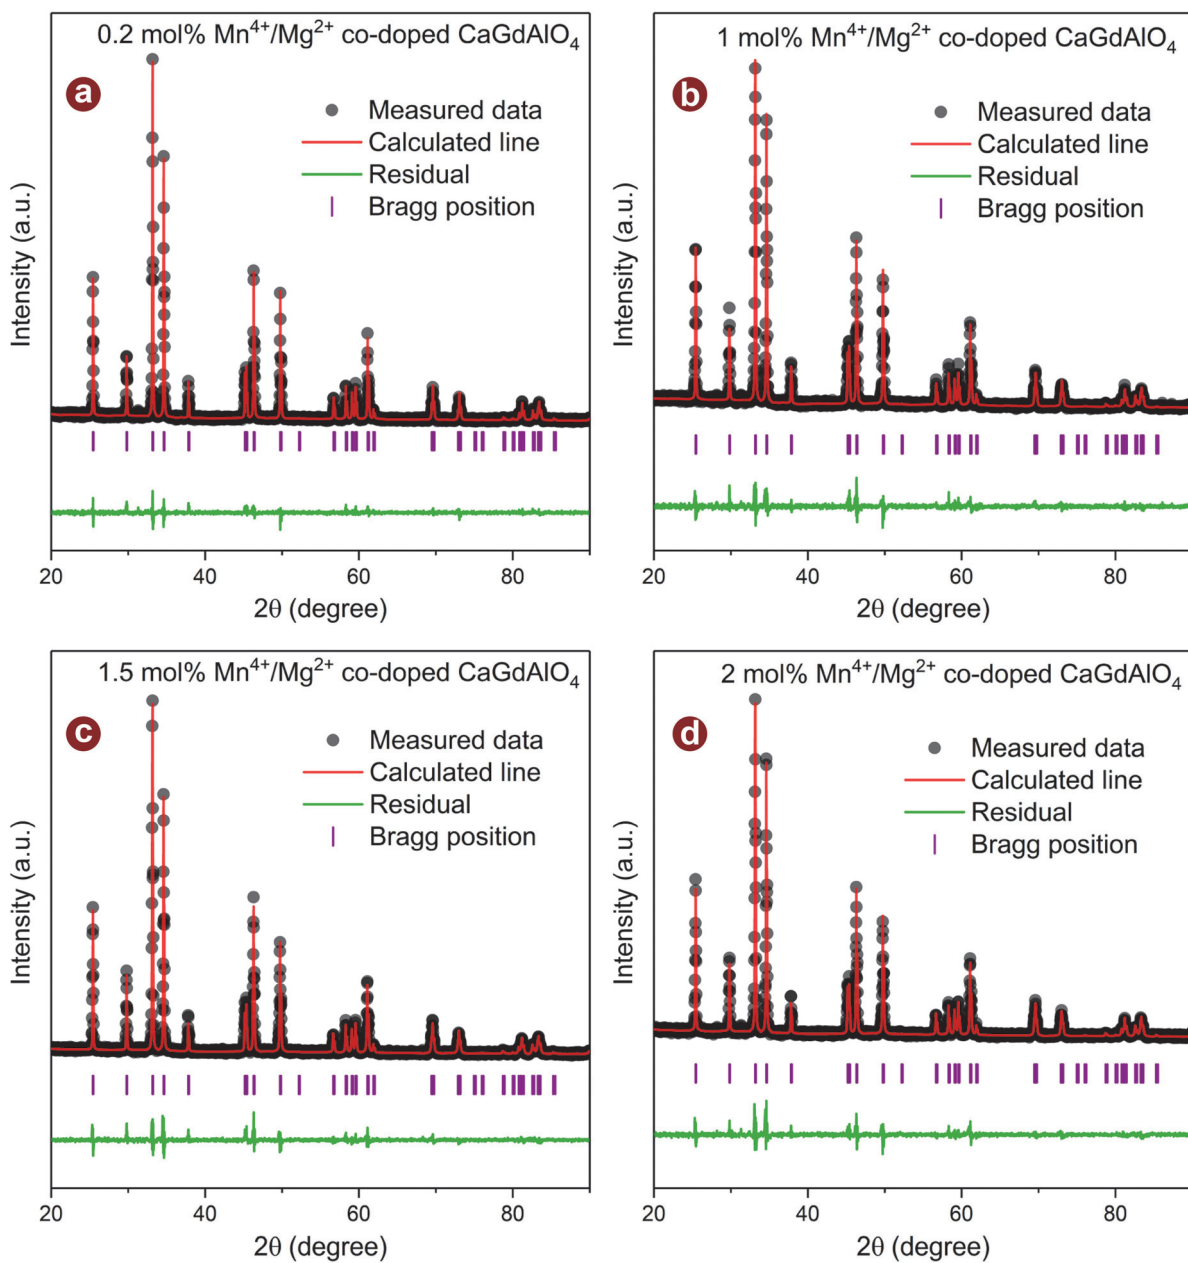 0.2 mol% Mn⁴⁺/Mg²⁺ co-doped CaGdAlO₄
a
Measured data
Calculated line
Residual
Bragg position
Intensity (a.u.)
20 40 60 80
2θ (degree)
1 mol% Mn⁴⁺/Mg²⁺ co-doped CaGdAlO₄
b
Measured data
Calculated line
Residual
Bragg position
Intensity (a.u.)
20 40 60 80
2θ (degree)
1.5 mol% Mn⁴⁺/Mg²⁺ co-doped CaGdAlO₄
c
Measured data
Calculated line
Residual
Bragg position
Intensity (a.u.)
20 40 60 80
2θ (degree)
2 mol% Mn⁴⁺/Mg²⁺ co-doped CaGdAlO₄
d
Measured data
Calculated line
Residual
Bragg position
Intensity (a.u.)
20 40 60 80
2θ (degree)